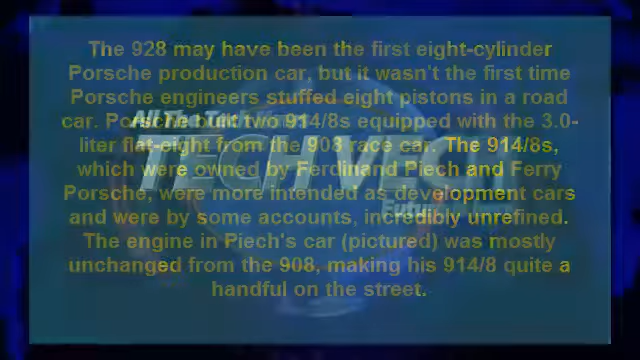 The 928 may have been the first eight-cylinder
Porsche production car, but it wasn't the first time
Porsche engineers stuffed eight pistons in a road
car. Porsche built two 914/8s equipped with the 3.0-
liter flat-eight from the 908 race car. The 914/8s,
which were owned by Ferdinand Piech and Ferry
Porsche, were more intended as development cars
and were by some accounts, incredibly unrefined.
The engine in Piech's car (pictured) was mostly
unchanged from the 908, making his 914/8 quite a
handful on the street.
TECH